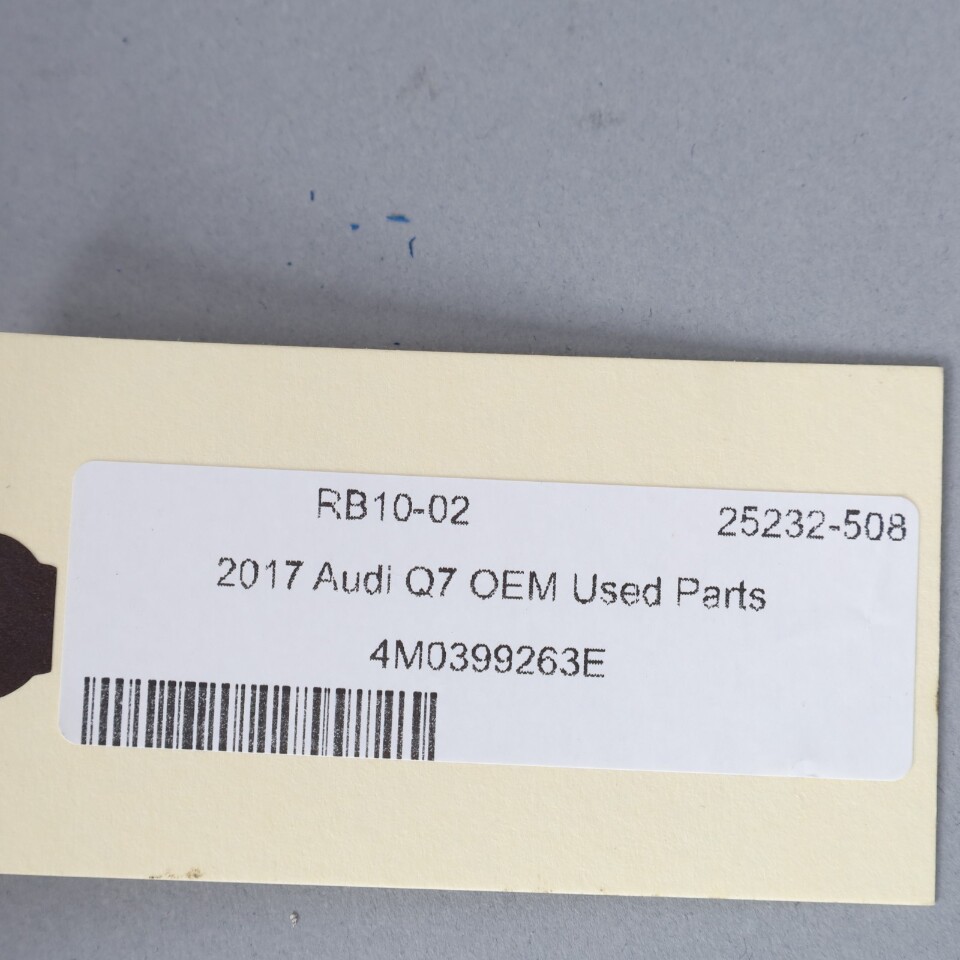 RB10-02 25232-508
2017 Audi Q7 OEM Used Parts
4M0399263E